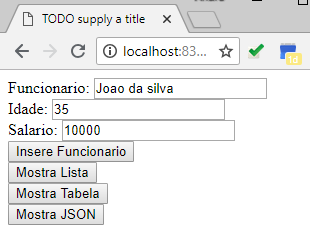 TODO supply a title
localhost:83...
Funcionario: Joao da silva
Idade: 35
Salario: 10000
Insere Funcionario
Mostra Lista
Mostra Tabela
Mostra JSON